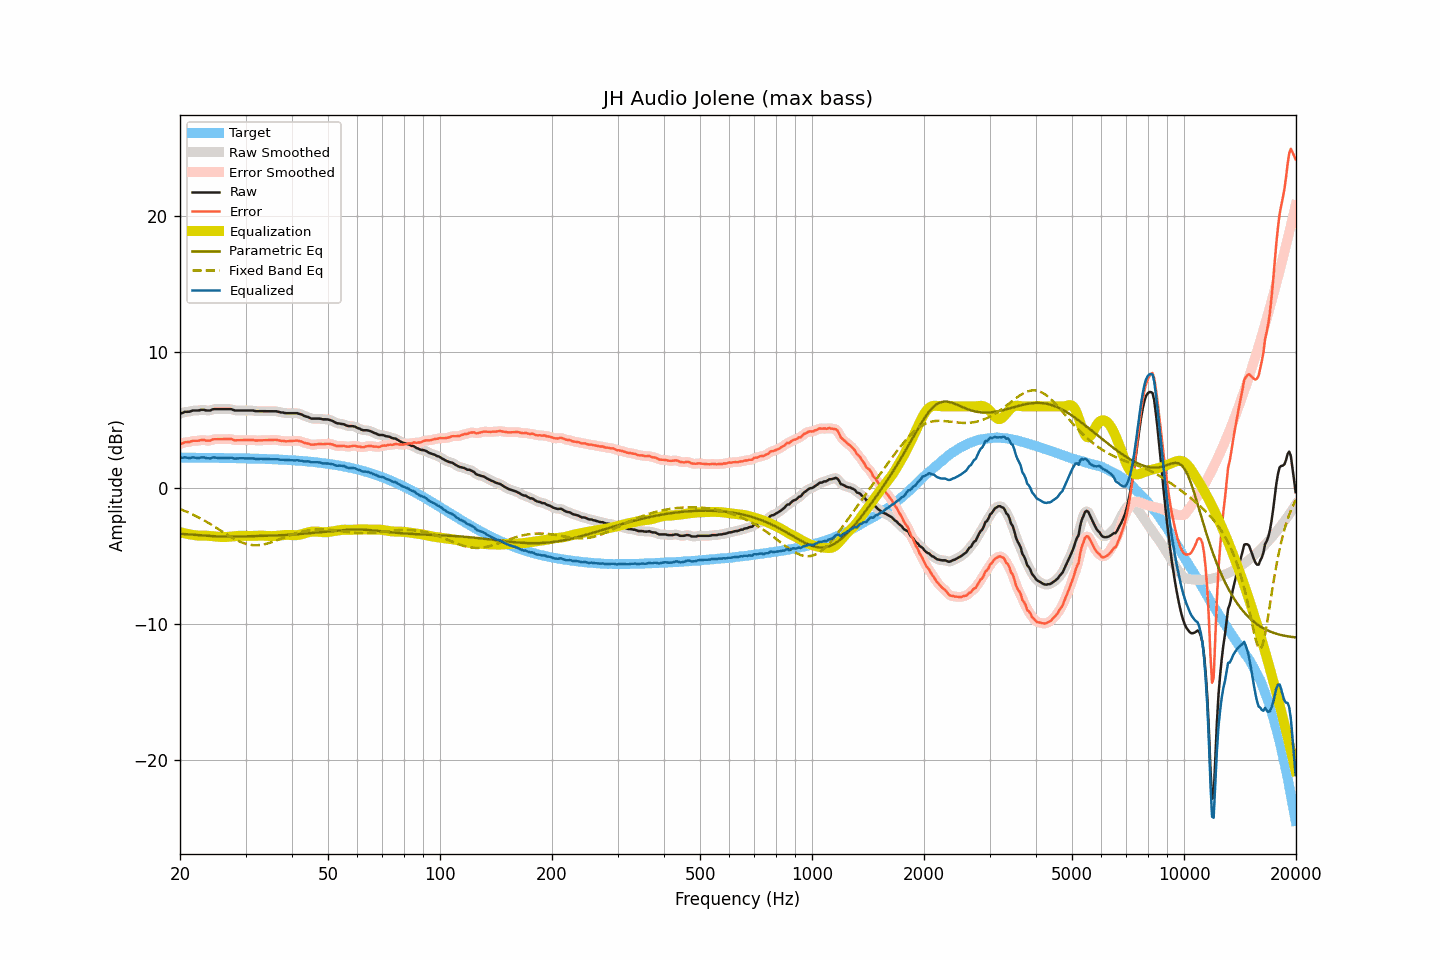 JH Audio Jolene (max bass)
Target
Raw Smoothed
Error Smoothed
Raw
Error
Equalization
Parametric Eq
Fixed Band Eq
Equalized
20
10
0
−10
−20
Amplitude (dBr)
20 50 100 200 500 1000 2000 5000 10000 20000
Frequency (Hz)